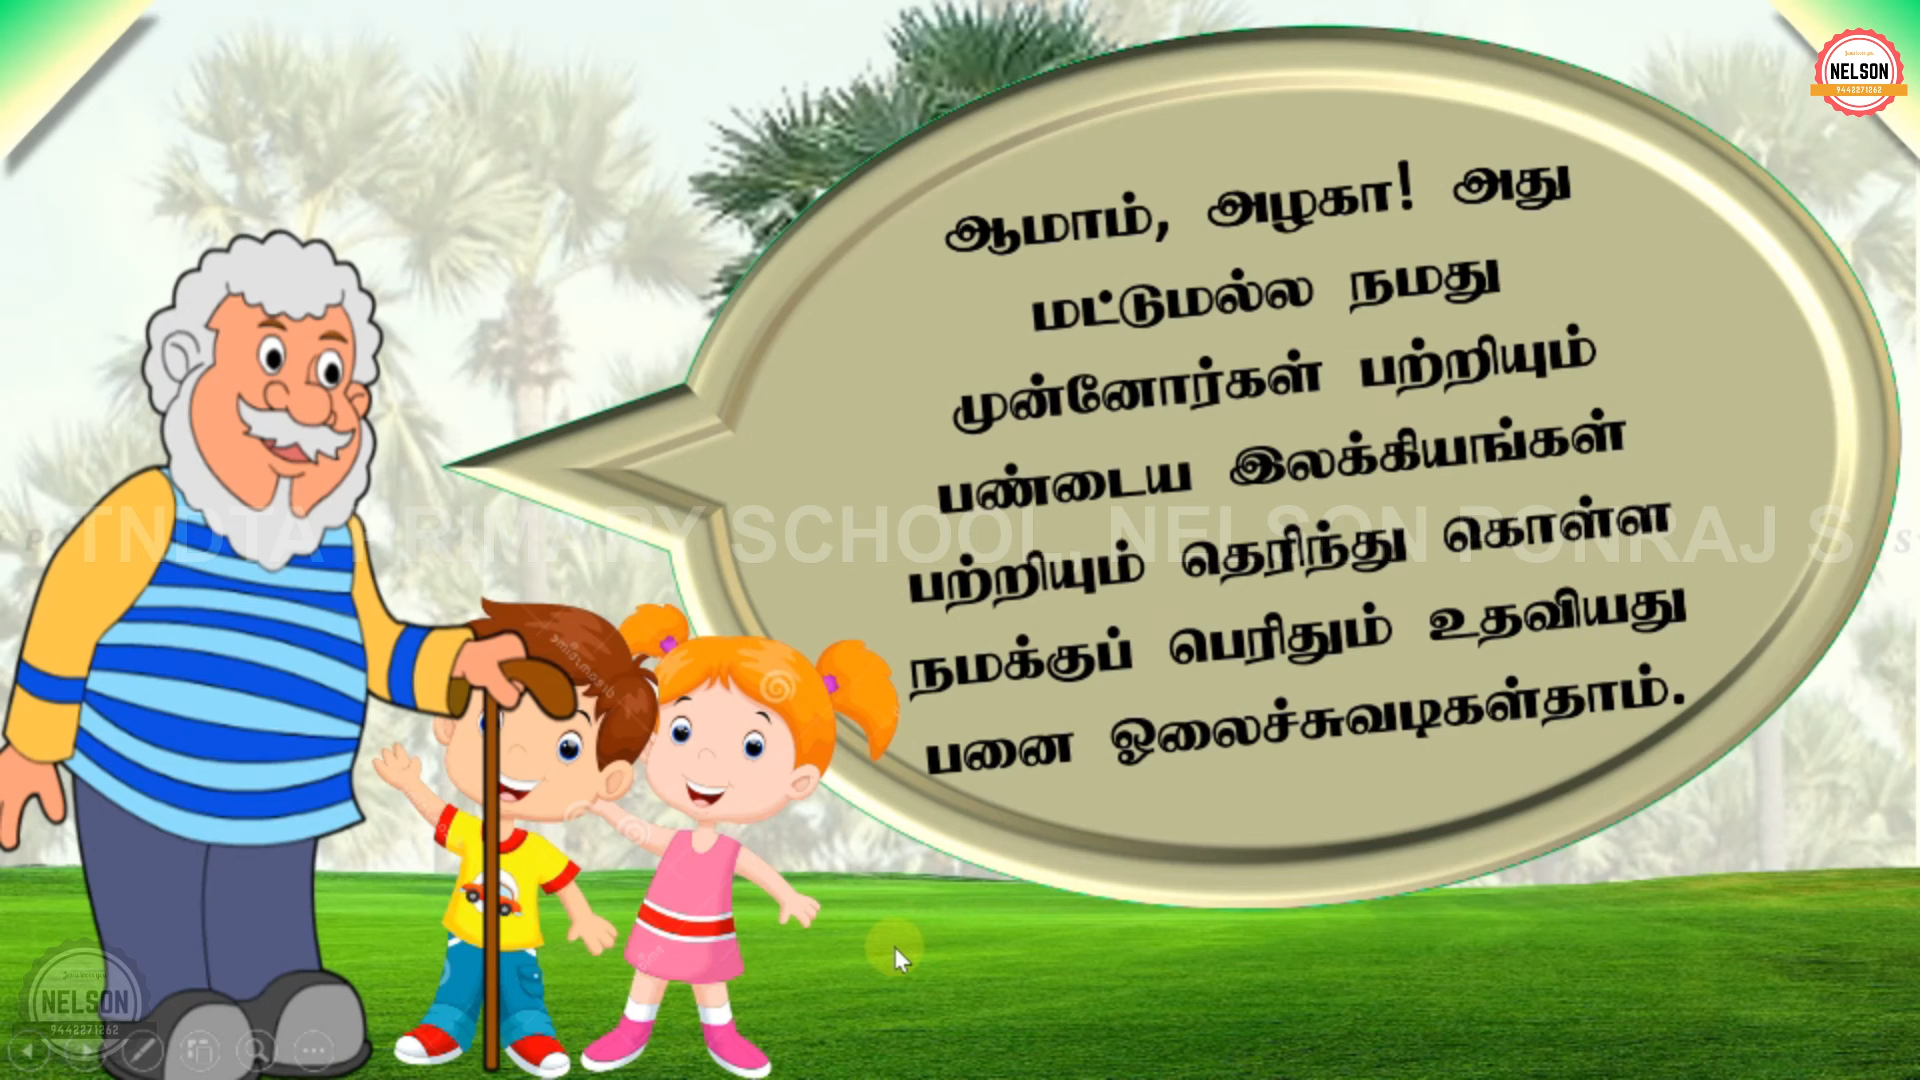 NELSON
9442271262
ஆமாம், அழகா! அது
மட்டுமல்ல நமது
முன்னோர்கள் பற்றியும்
பண்டைய இலக்கியங்கள்
பற்றியும் தெரிந்து கொள்ள
நமக்குப் பெரிதும் உதவியது
பனை ஓலைச்சுவடிகள்தாம்.
TNDTA PRIMARY SCHOOL, NELSON PONRAJ S
NELSON
9442271262